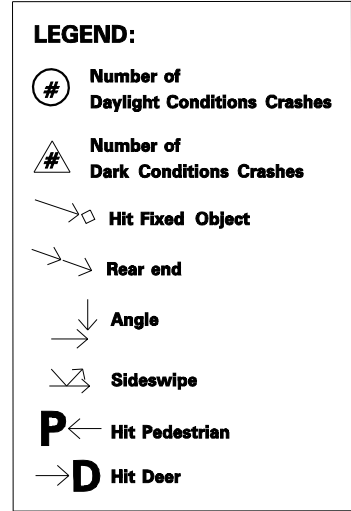 LEGEND:
#
Number of
Daylight Conditions Crashes
#
Number of
Dark Conditions Crashes
Hit Fixed Object
Rear end
Angle
Sideswipe
P Hit Pedestrian
D Hit Deer